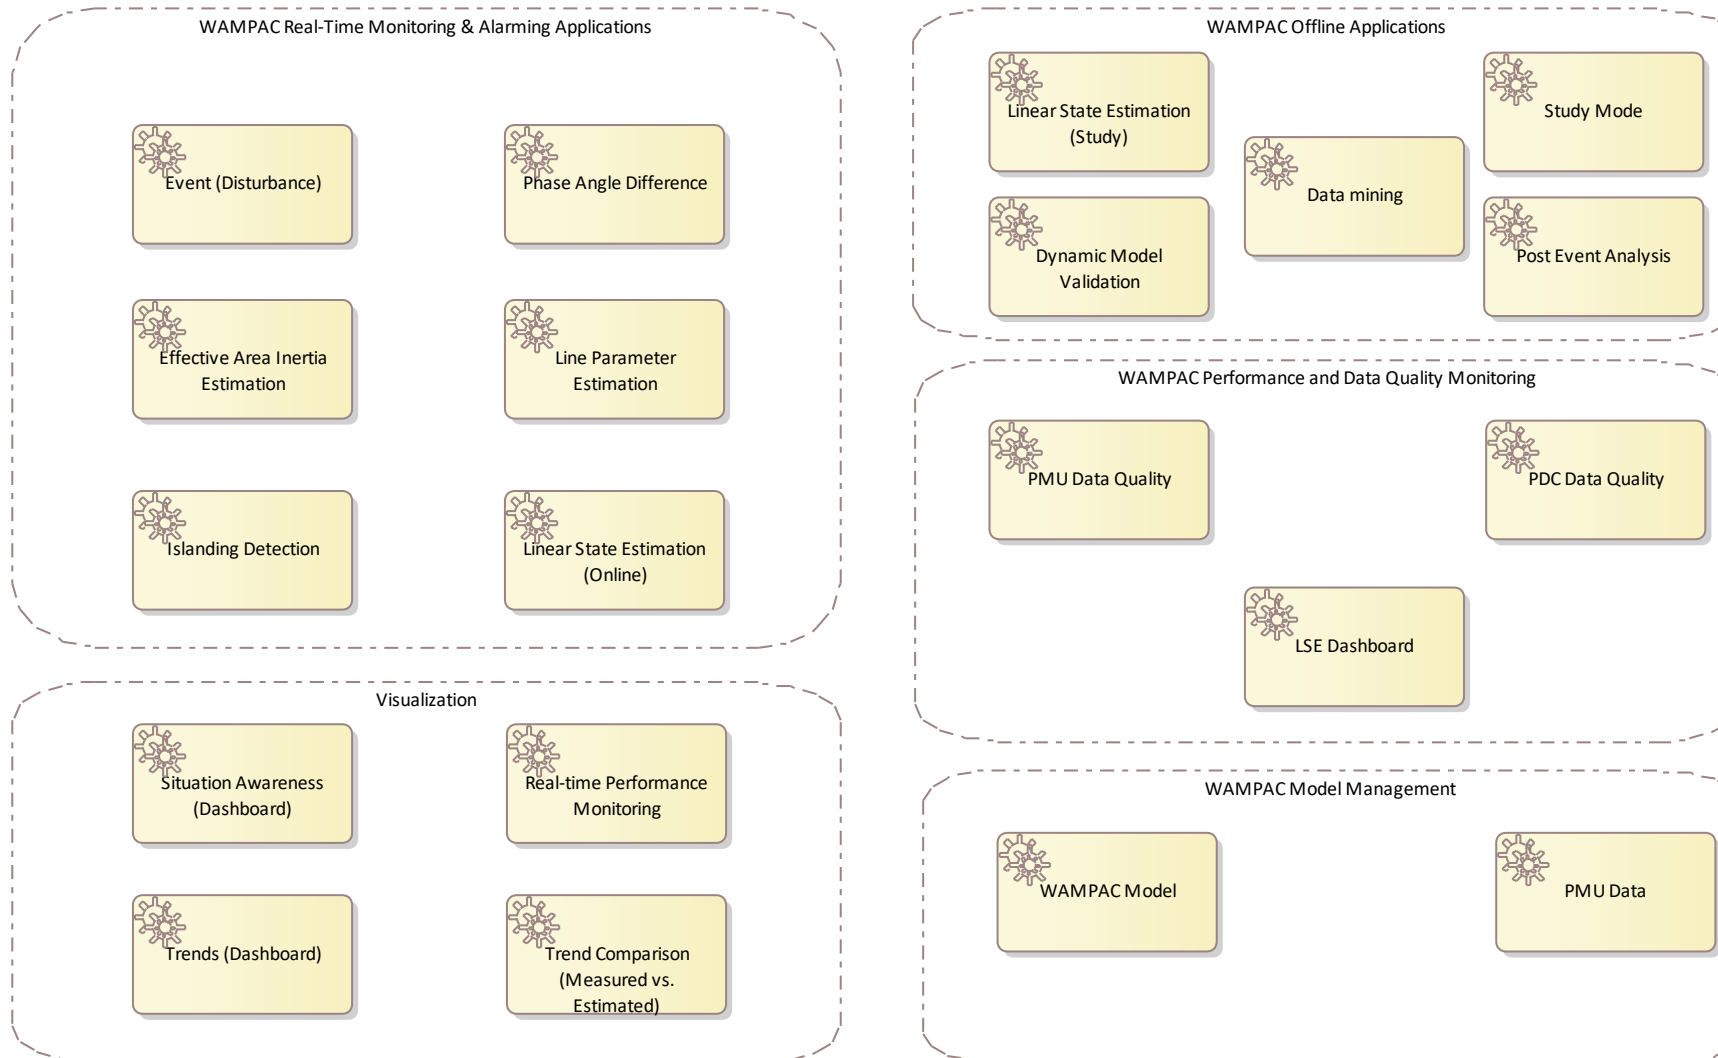 WAMPAC Real-Time Monitoring & Alarming Applications
Event (Disturbance)
Phase Angle Difference
Effective Area Inertia
Estimation
Line Parameter
Estimation
Islanding Detection
Linear State Estimation
(Online)
Visualization
Situation Awareness
(Dashboard)
Real-time Performance
Monitoring
Trends (Dashboard)
Trend Comparison
(Measured vs.
Estimated)
WAMPAC Offline Applications
Linear State Estimation
(Study)
Study Mode
Data mining
Dynamic Model
Validation
Post Event Analysis
WAMPAC Performance and Data Quality Monitoring
PMU Data Quality
PDC Data Quality
LSE Dashboard
WAMPAC Model Management
WAMPAC Model
PMU Data